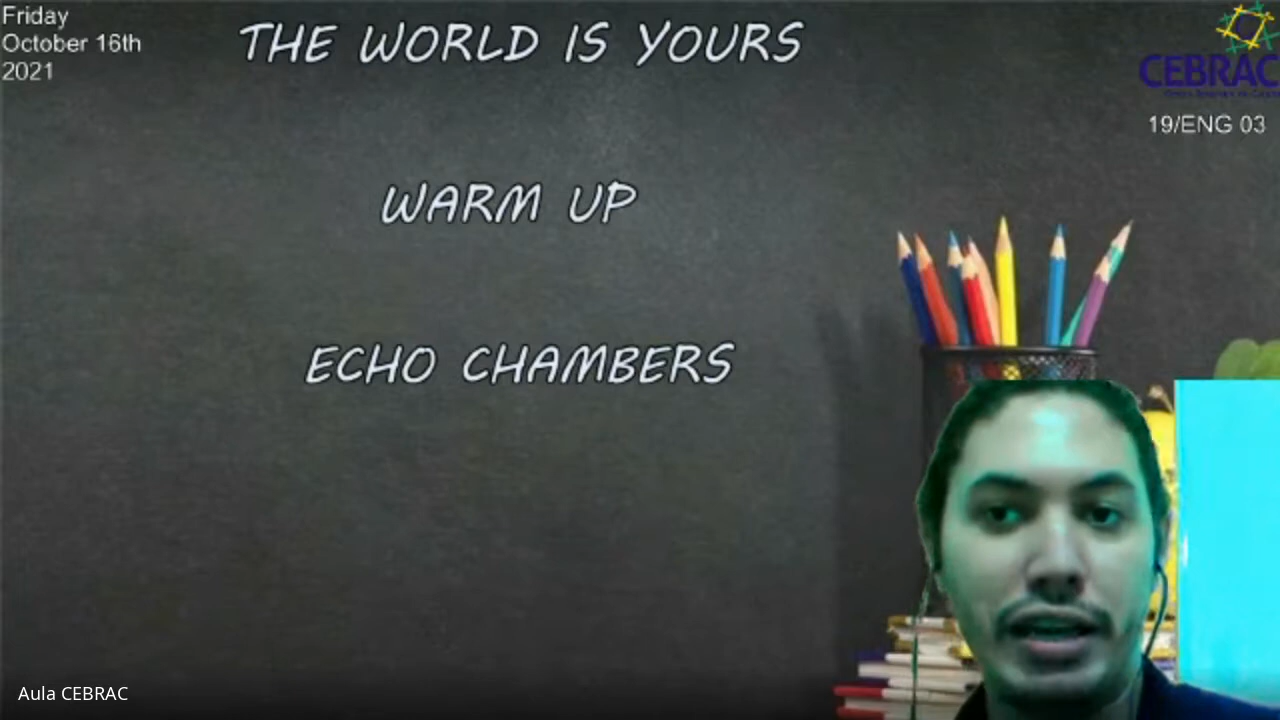 Friday
October 16th
2021
THE WORLD IS YOURS
CEBRAC
19/ENG 03
WARM UP
ECHO CHAMBERS
Aula CEBRAC